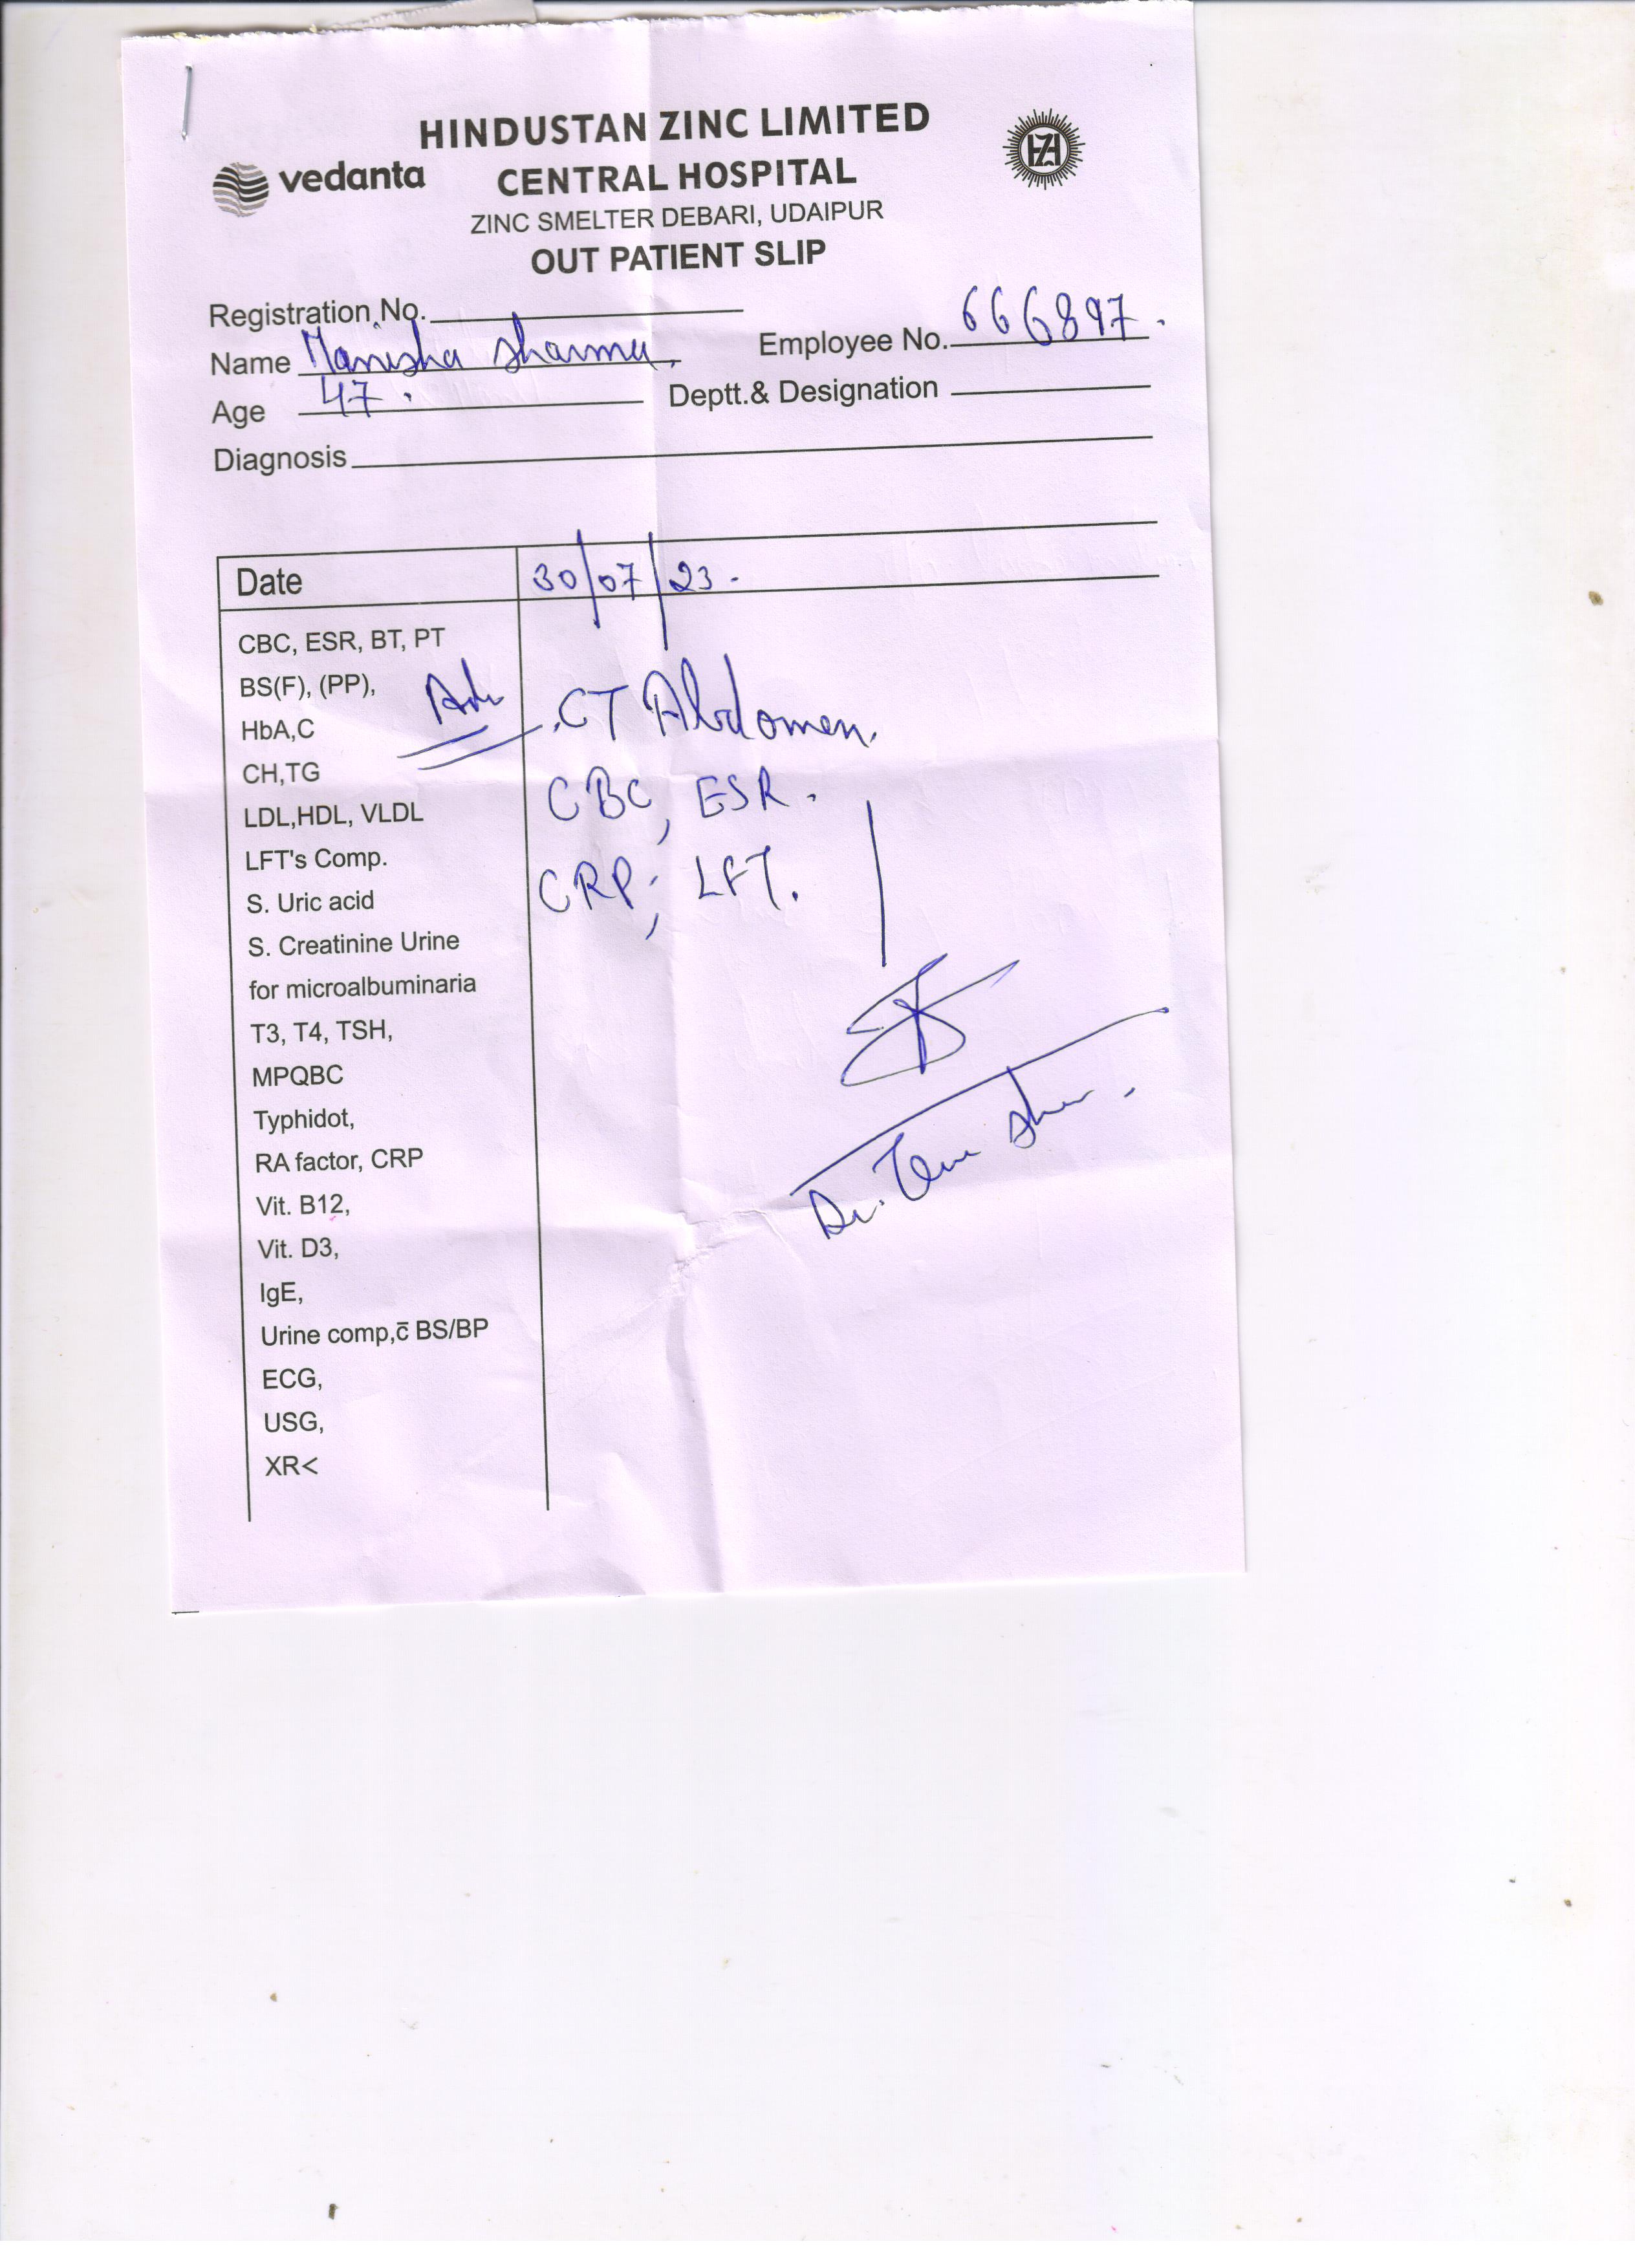 HINDUSTAN ZINC LIMITED
vedanta CENTRAL HOSPITAL
ZINC SMELTER DEBARI, UDAIPUR
OUT PATIENT SLIP
Registration No.
Name Manisha Sharma. Employee No. 666897.
Age 47. Deptt.& Designation
Diagnosis
Date 30/07/23.
CBC, ESR, BT, PT
BS(F), (PP),
Adv CT Abdomen.
HbA,C
CH,TG
CBC, ESR.
LDL,HDL, VLDL
LFT's Comp.
CRP, LFT.
S. Uric acid
S. Creatinine Urine
for microalbuminaria
T3, T4, TSH,
MPQBC
Typhidot,
RA factor, CRP
Dr.
Vit. B12,
Vit. D3,
IgE,
Urine comp,c̄ BS/BP
ECG,
USG,
XR<